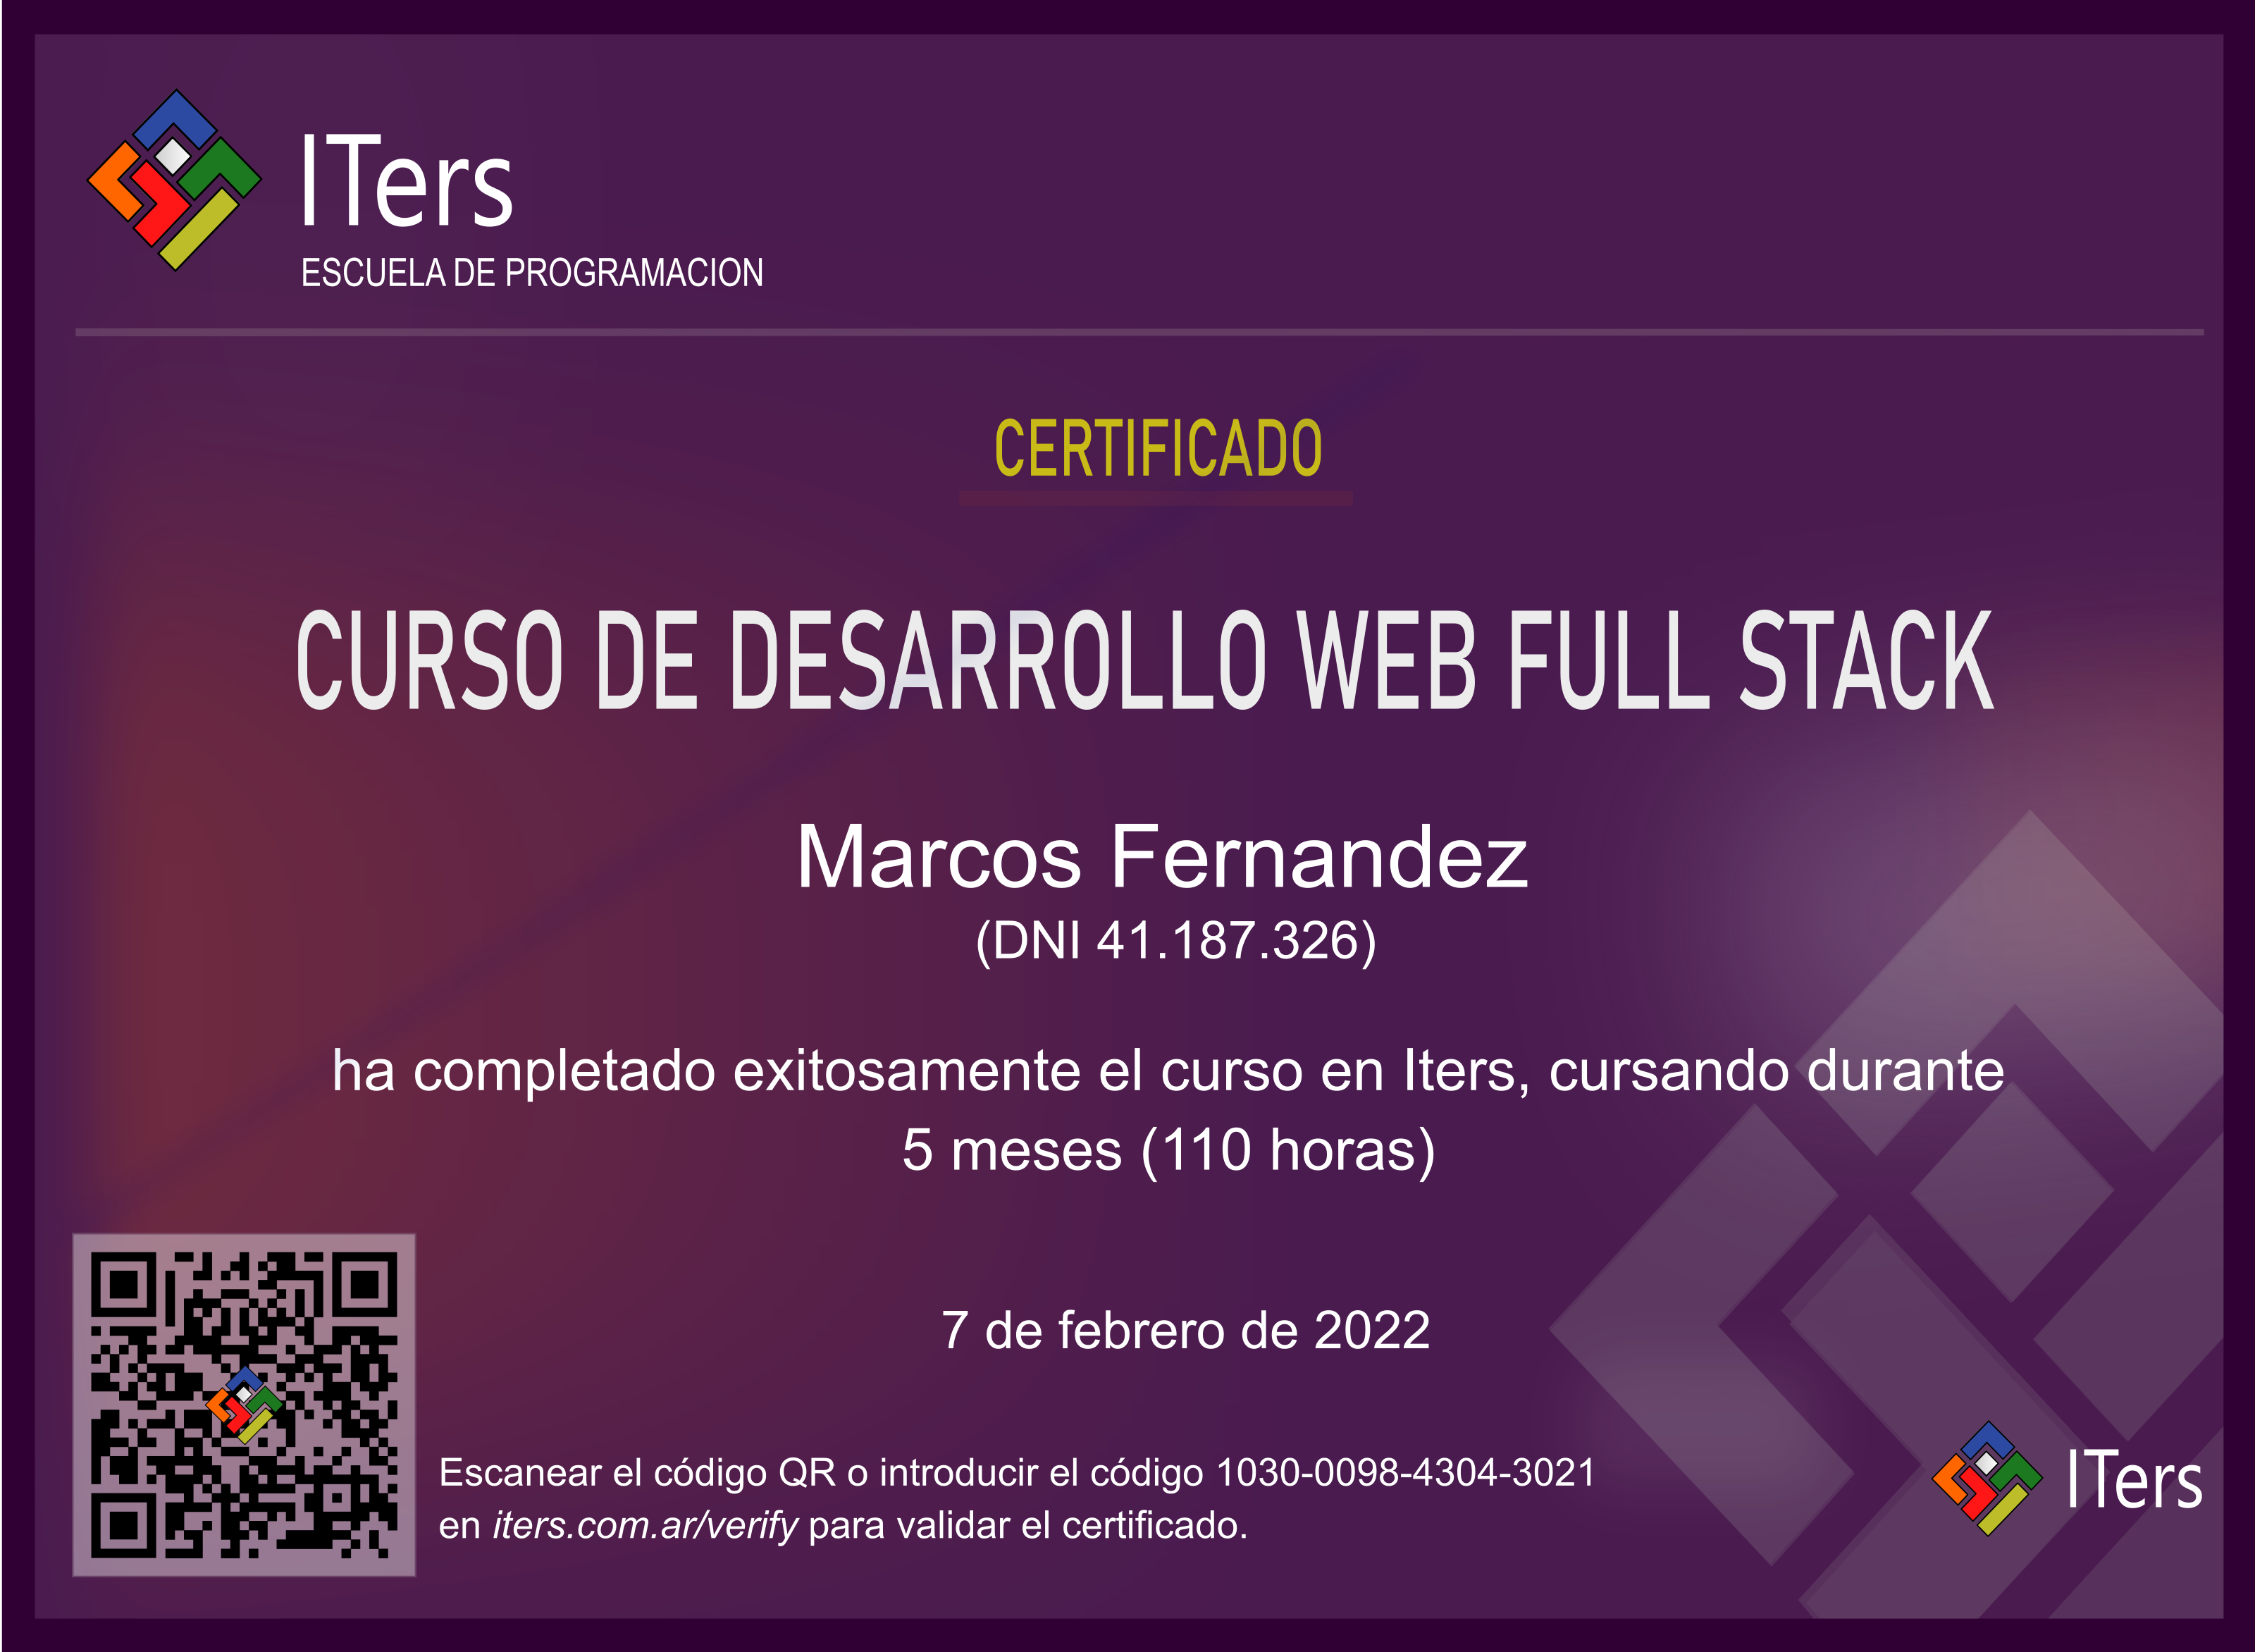 ITers
ESCUELA DE PROGRAMACION
CERTIFICADO
CURSO DE DESARROLLO WEB FULL STACK
Marcos Fernandez
(DNI 41.187.326)
ha completado exitosamente el curso en Iters, cursando durante
5 meses (110 horas)
7 de febrero de 2022
Escanear el código QR o introducir el código 1030-0098-4304-3021
en iters.com.ar/verify para validar el certificado.
ITers